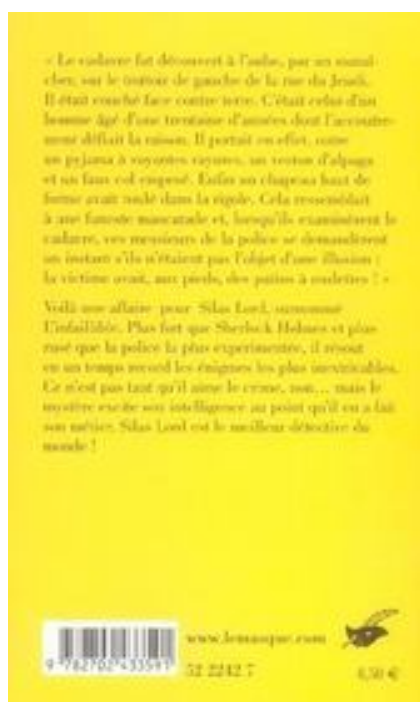 « Le cadavre fut découvert à l'aube, par un maraî-
cher, sur le trottoir de gauche de la rue du Jeudi.
Il était couché face contre terre. C'était celui d'un
homme âgé d'une trentaine d'années dont l'accoutre-
ment défiait la raison. Il portait en effet, outre
un pyjama à voyantes rayures, un veston d'alpaga
et un faux col empesé. Enfin un chapeau haut de
forme avait roulé dans la rigole. Cela ressemblait
à une funeste mascarade et, lorsqu'ils examinèrent le
cadavre, ces messieurs de la police se demandèrent
un instant s'ils n'étaient pas l'objet d'une illusion :
la victime avait, aux pieds, des patins à roulettes ! »
Voilà une affaire pour Silas Lord, surnommé
L'infaillible. Plus fort que Sherlock Holmes et plus
rusé que la police la plus expérimentée, il résout
en un temps record les énigmes les plus inextricables.
Ce n'est pas tant qu'il aime le crime, non... mais le
mystère excite son intelligence au point qu'il en a fait
son métier. Silas Lord est le meilleur détective du
monde !
www.lemasque.com
9 782702 433591
52 2242 7
6,50 €